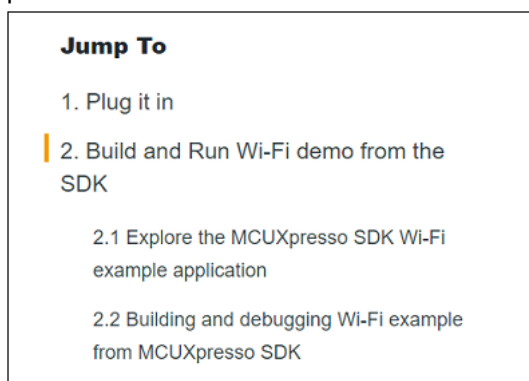 Jump To
1. Plug it in
2. Build and Run Wi-Fi demo from the
SDK
2.1 Explore the MCUXpresso SDK Wi-Fi
example application
2.2 Building and debugging Wi-Fi example
from MCUXpresso SDK